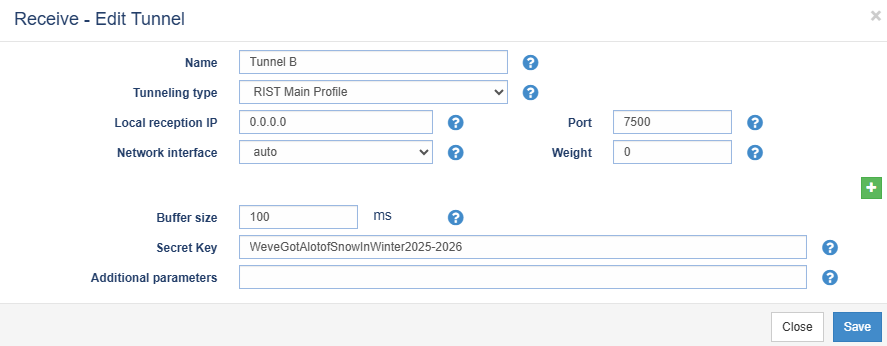 Receive - Edit Tunnel ×
Name Tunnel B ?
Tunneling type RIST Main Profile ?
Local reception IP 0.0.0.0 ? Port 7500 ?
Network interface auto ? Weight 0 ?
+
Buffer size 100 ms ?
Secret Key WeveGotAlotofSnowInWinter2025-2026 ?
Additional parameters ?
Close Save